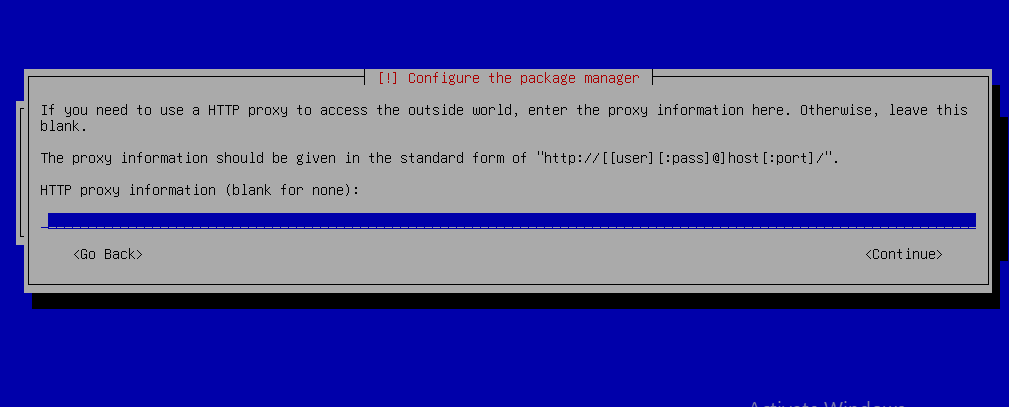 [!] Configure the package manager
If you need to use a HTTP proxy to access the outside world, enter the proxy information here. Otherwise, leave this
blank.
The proxy information should be given in the standard form of "http://[[user][:pass]@]host[:port]/".
HTTP proxy information (blank for none):
<Go Back> <Continue>
Activate Windows